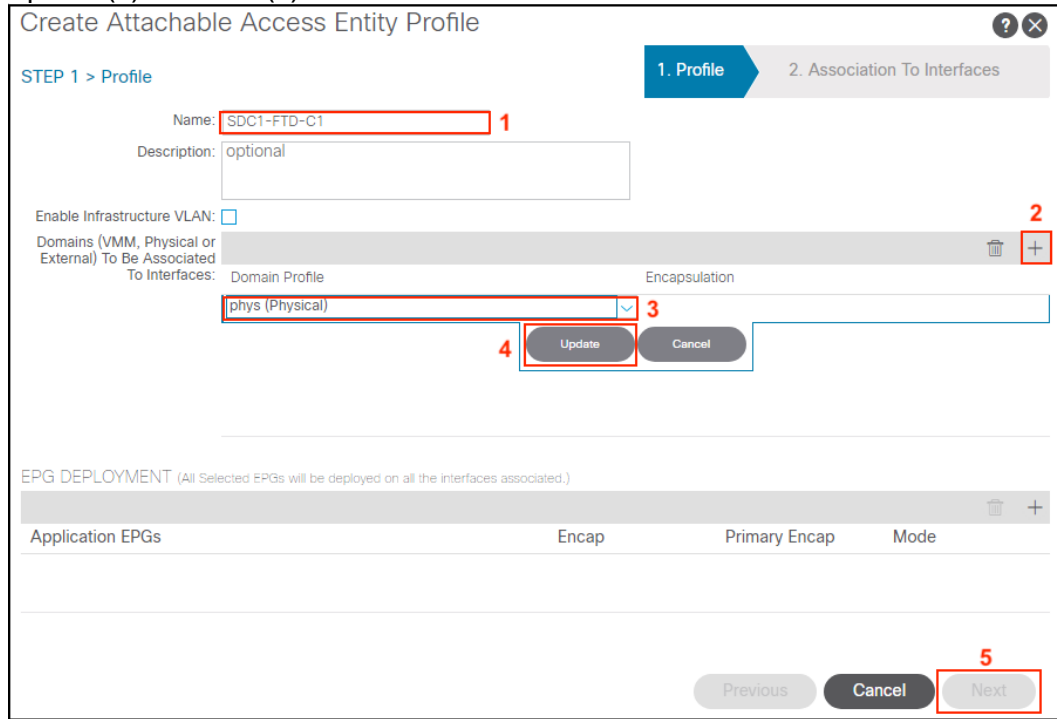 Create Attachable Access Entity Profile
STEP 1 > Profile
1. Profile
2. Association To Interfaces
Name: SDC1-FTD-C1 1
Description: optional
Enable Infrastructure VLAN:
2
Domains (VMM, Physical or
External) To Be Associated
To Interfaces:
Domain Profile Encapsulation
phys (Physical) 3
4 Update Cancel
EPG DEPLOYMENT (All Selected EPGs will be deployed on all the interfaces associated.)
Application EPGs Encap Primary Encap Mode
5
Previous Cancel Next